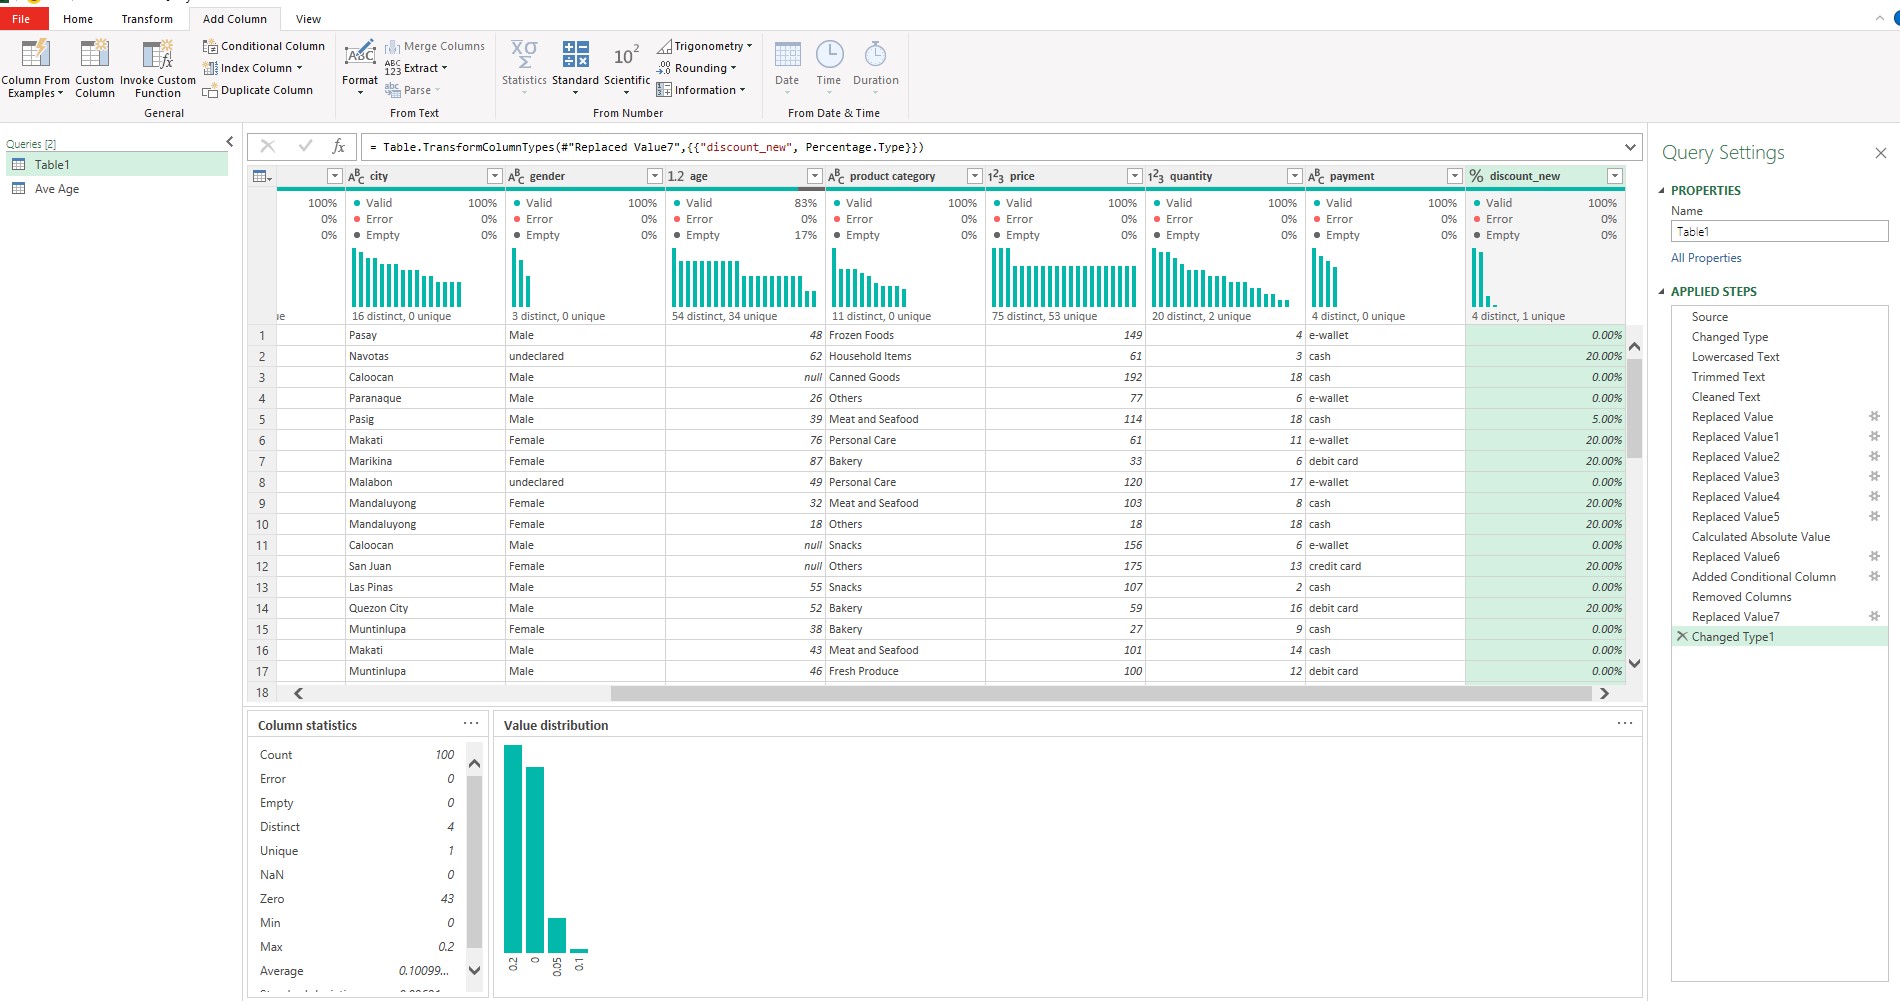 File Home Transform Add Column View
Column From Examples
Custom Column
Invoke Custom Function
Conditional Column
Index Column
Duplicate Column
General
Format
Merge Columns
Extract
Parse
From Text
Statistics
Standard
Scientific
Trigonometry
Rounding
Information
From Number
Date
Time
Duration
From Date & Time
Queries [2]
Table1
Ave Age
fx = Table.TransformColumnTypes(#"Replaced Value7",{{"discount_new", Percentage.Type}})
ABC city ABC gender 1.2 age ABC product category 123 price 123 quantity ABC payment % discount_new
100% Valid 100% Valid 100% Valid 83% Valid 100% Valid 100% Valid 100% Valid 100% Valid 100%
0% Error 0% Error 0% Error 0% Error 0% Error 0% Error 0% Error 0% Error 0%
0% Empty 0% Empty 0% Empty 17% Empty 0% Empty 0% Empty 0% Empty 0% Empty 0%
16 distinct, 0 unique 3 distinct, 0 unique 54 distinct, 34 unique 11 distinct, 0 unique 75 distinct, 53 unique 20 distinct, 2 unique 4 distinct, 0 unique 4 distinct, 1 unique
1 Pasay Male 48 Frozen Foods 149 4 e-wallet 0.00%
2 Navotas undeclared 62 Household Items 61 3 cash 20.00%
3 Caloocan Male null Canned Goods 192 18 cash 0.00%
4 Paranaque Male 26 Others 77 6 e-wallet 0.00%
5 Pasig Male 39 Meat and Seafood 114 18 cash 5.00%
6 Makati Female 76 Personal Care 61 11 e-wallet 20.00%
7 Marikina Female 87 Bakery 33 6 debit card 20.00%
8 Malabon undeclared 49 Personal Care 120 17 e-wallet 0.00%
9 Mandaluyong Female 32 Meat and Seafood 103 8 cash 20.00%
10 Mandaluyong Female 18 Others 18 18 cash 20.00%
11 Caloocan Male null Snacks 156 6 e-wallet 0.00%
12 San Juan Female null Others 175 13 credit card 20.00%
13 Las Pinas Male 55 Snacks 107 2 cash 0.00%
14 Quezon City Male 52 Bakery 59 16 debit card 20.00%
15 Muntinlupa Female 38 Bakery 27 9 cash 0.00%
16 Makati Male 43 Meat and Seafood 101 14 cash 0.00%
17 Muntinlupa Male 46 Fresh Produce 100 12 debit card 0.00%
18
Column statistics
Count 100
Error 0
Empty 0
Distinct 4
Unique 1
NaN 0
Zero 43
Min 0
Max 0.2
Average 0.10099...
Value distribution
0.2 0 0.05 0.1
Query Settings
PROPERTIES
Name
Table1
All Properties
APPLIED STEPS
Source
Changed Type
Lowercased Text
Trimmed Text
Cleaned Text
Replaced Value
Replaced Value1
Replaced Value2
Replaced Value3
Replaced Value4
Replaced Value5
Calculated Absolute Value
Replaced Value6
Added Conditional Column
Removed Columns
Replaced Value7
Changed Type1